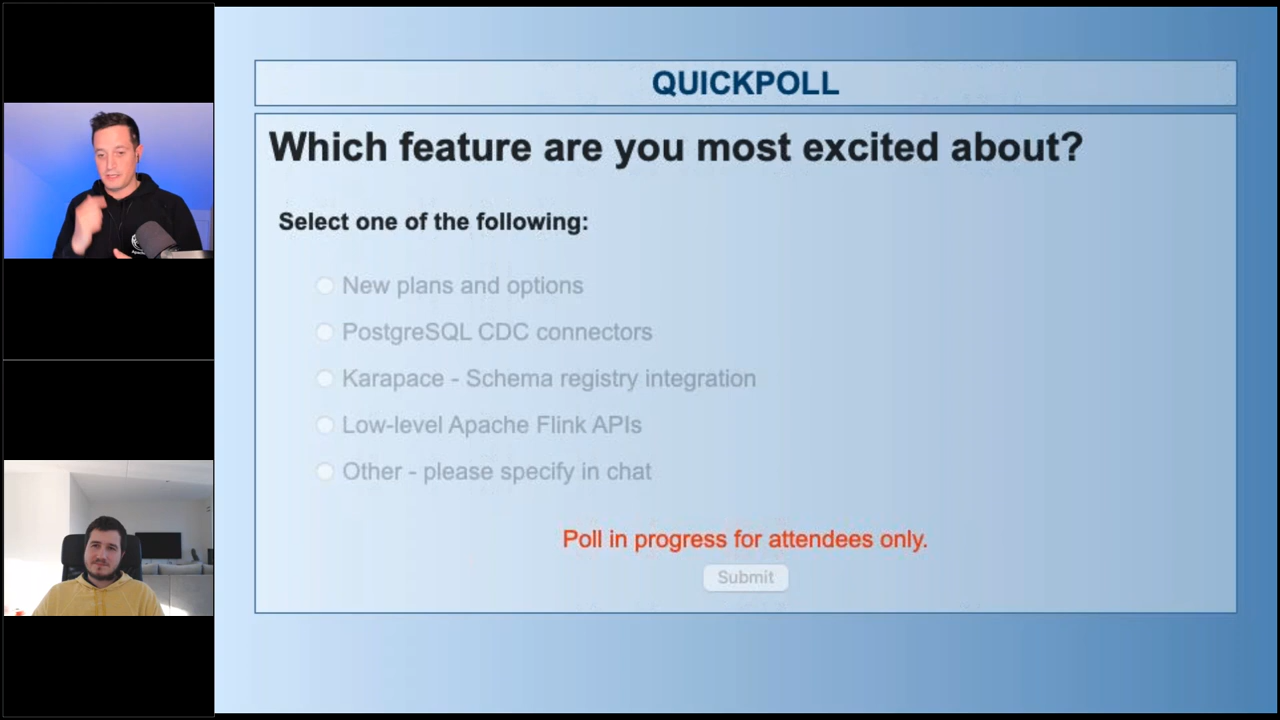 QUICKPOLL
Which feature are you most excited about?
Select one of the following:
New plans and options
PostgreSQL CDC connectors
Karapace - Schema registry integration
Low-level Apache Flink APIs
Other - please specify in chat
Poll in progress for attendees only.
Submit